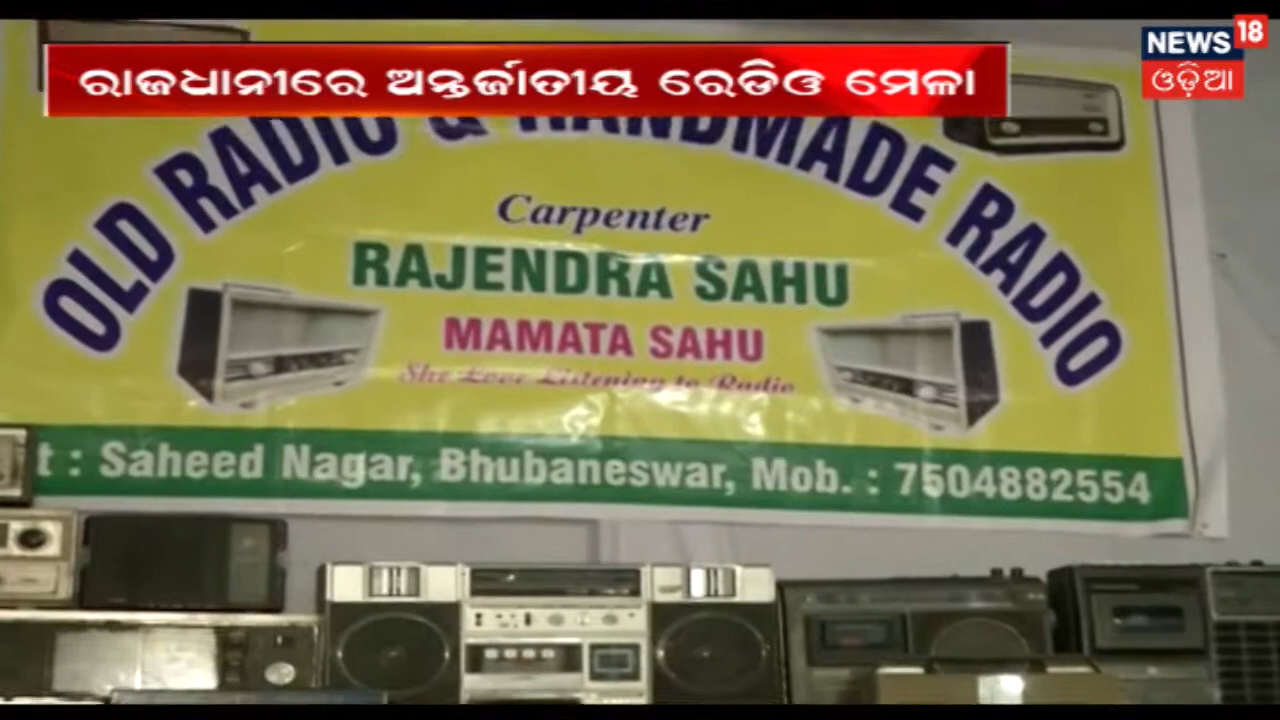 NEWS 18
ଓଡ଼ିଆ
ରାଜଧାନୀରେ ଅନ୍ତର୍ଜାତୀୟ ରେଡିଓ ମେଳା
OLD RADIO & HANDMADE RADIO
Carpenter
RAJENDRA SAHU
MAMATA SAHU
She Love Listening to Radio
t : Saheed Nagar, Bhubaneswar, Mob. : 7504882554